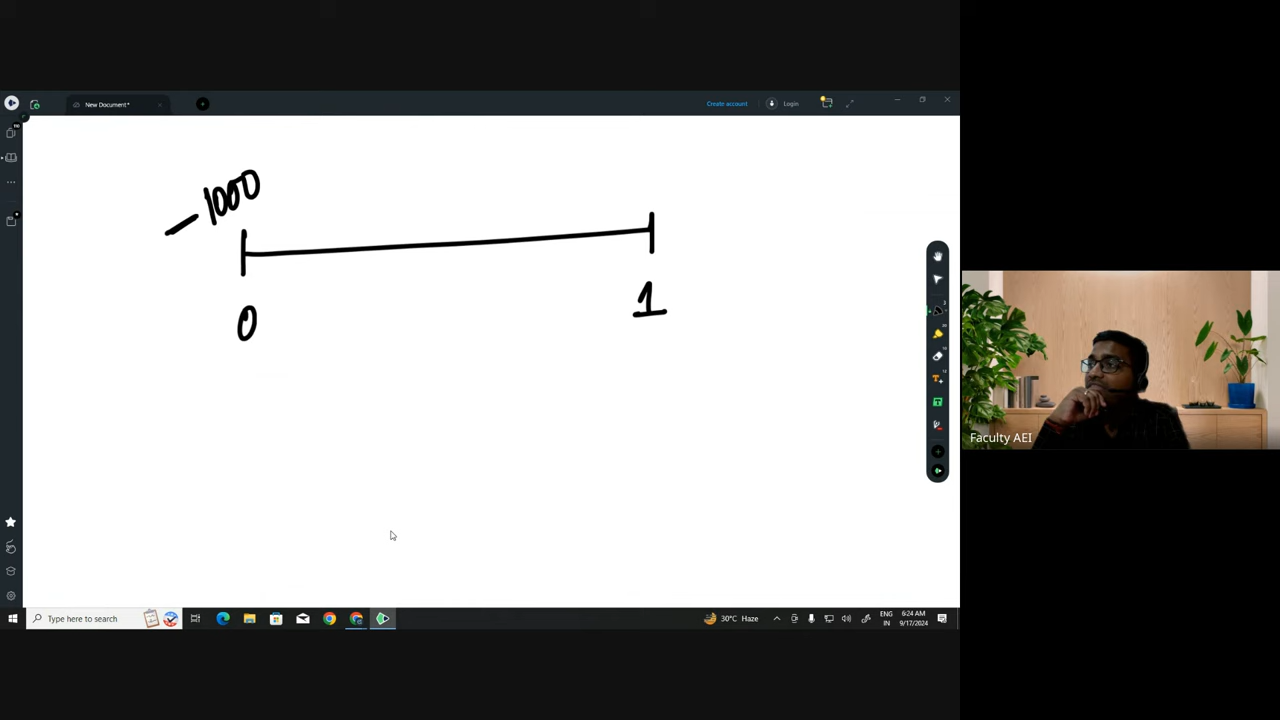 New Document*
Create account
Login
-1000
0
1
Faculty AEI
Type here to search
30°C Haze
ENG
IN
6:24 AM
9/17/2024